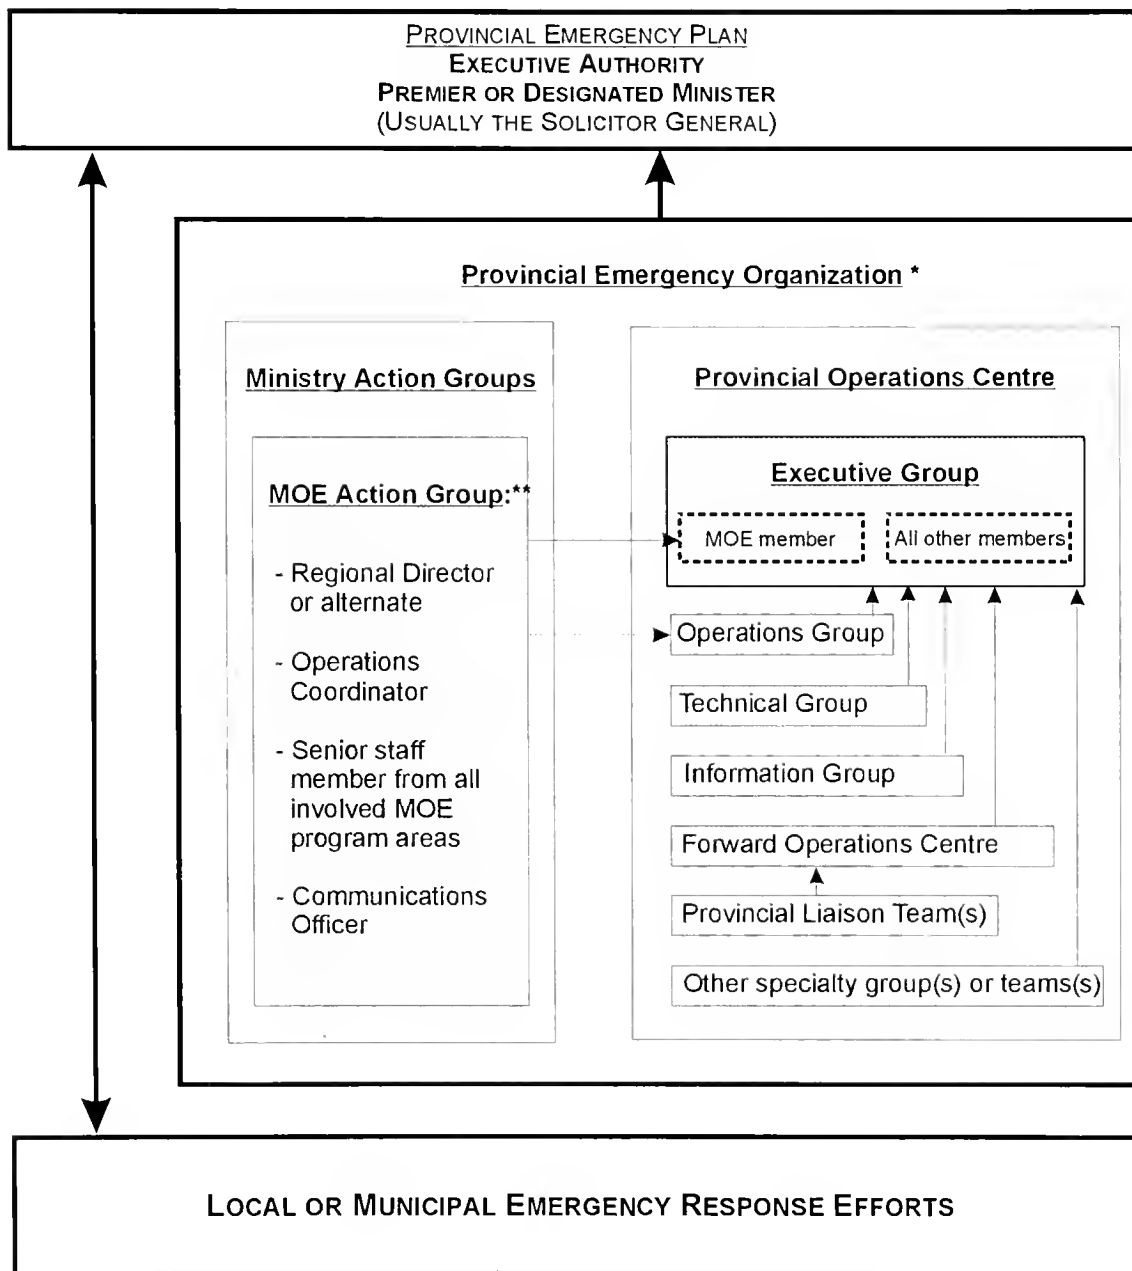 PROVINCIAL EMERGENCY PLAN
EXECUTIVE AUTHORITY
PREMIER OR DESIGNATED MINISTER
(USUALLY THE SOLICITOR GENERAL)
Provincial Emergency Organization *
Ministry Action Groups
MOE Action Group:**
- Regional Director
or alternate
- Operations
Coordinator
- Senior staff
member from all
involved MOE
program areas
- Communications
Officer
Provincial Operations Centre
Executive Group
MOE member
All other members
Operations Group
Technical Group
Information Group
Forward Operations Centre
Provincial Liaison Team(s)
Other specialty group(s) or teams(s)
LOCAL OR MUNICIPAL EMERGENCY RESPONSE EFFORTS